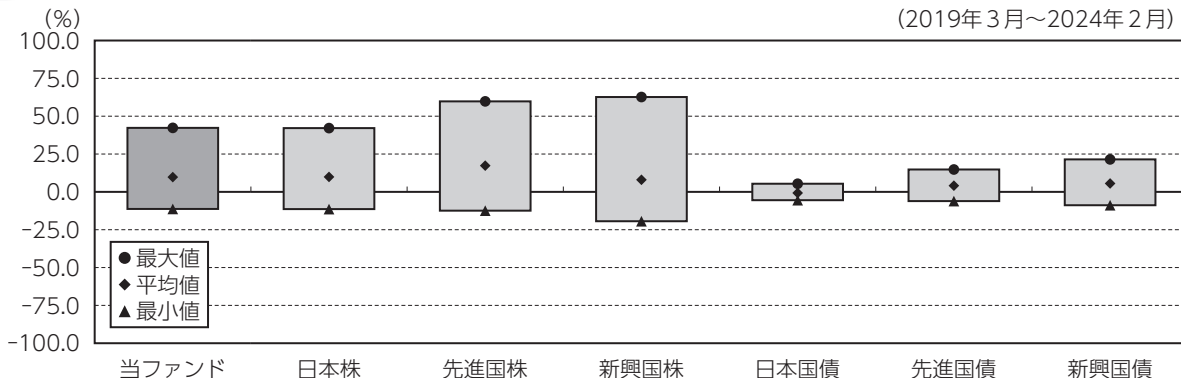 (%)
(2019年3月～2024年2月)
100.0
75.0
50.0
25.0
0.0
-25.0
-50.0
-75.0
-100.0
●最大値
◆平均値
▲最小値
当ファンド 日本株 先進国株 新興国株 日本国債 先進国債 新興国債